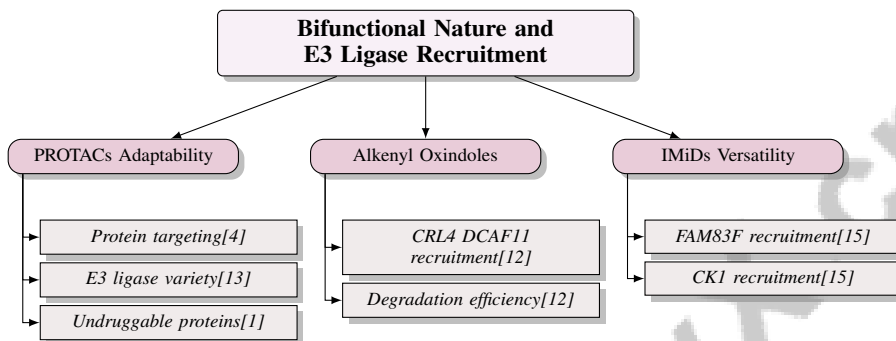 Bifunctional Nature and
E3 Ligase Recruitment
PROTACs Adaptability
Alkenyl Oxindoles
IMiDs Versatility
Protein targeting[4]
E3 ligase variety[13]
Undruggable proteins[1]
CRL4 DCAF11
recruitment[12]
Degradation efficiency[12]
FAM83F recruitment[15]
CK1 recruitment[15]